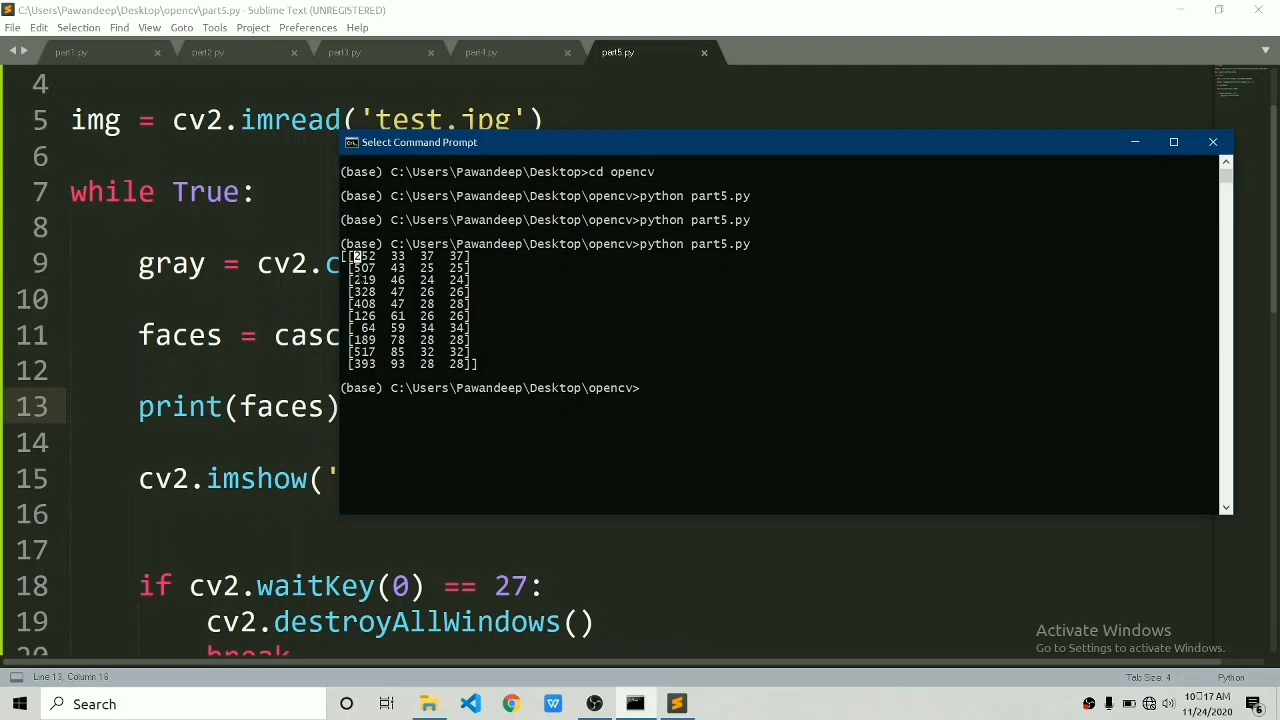 C:\Users\Pawandeep\Desktop\opencv\part5.py - Sublime Text (UNREGISTERED)
File Edit Selection Find View Goto Tools Project Preferences Help
part1.py part2.py part3.py part4.py part5.py
4
5 img = cv2.imread('test.jpg')
6
7 while True:
8
9 gray = cv2.c
10
11 faces = casc
12
13 print(faces)
14
15 cv2.imshow('
16
17
18 if cv2.waitKey(0) == 27:
19 cv2.destroyAllWindows()
20 break
Select Command Prompt
(base) C:\Users\Pawandeep\Desktop>cd opencv
(base) C:\Users\Pawandeep\Desktop\opencv>python part5.py
(base) C:\Users\Pawandeep\Desktop\opencv>python part5.py
(base) C:\Users\Pawandeep\Desktop\opencv>python part5.py
[[252 33 37 37]
[507 43 25 25]
[219 46 24 24]
[328 47 26 26]
[408 47 28 28]
[126 61 26 26]
[ 64 59 34 34]
[189 78 28 28]
[517 85 32 32]
[393 93 28 28]]
(base) C:\Users\Pawandeep\Desktop\opencv>
Activate Windows
Go to Settings to activate Windows.
Line 13, Column 16 Tab Size: 4 Python
Search
10:17 AM
11/24/2020
6